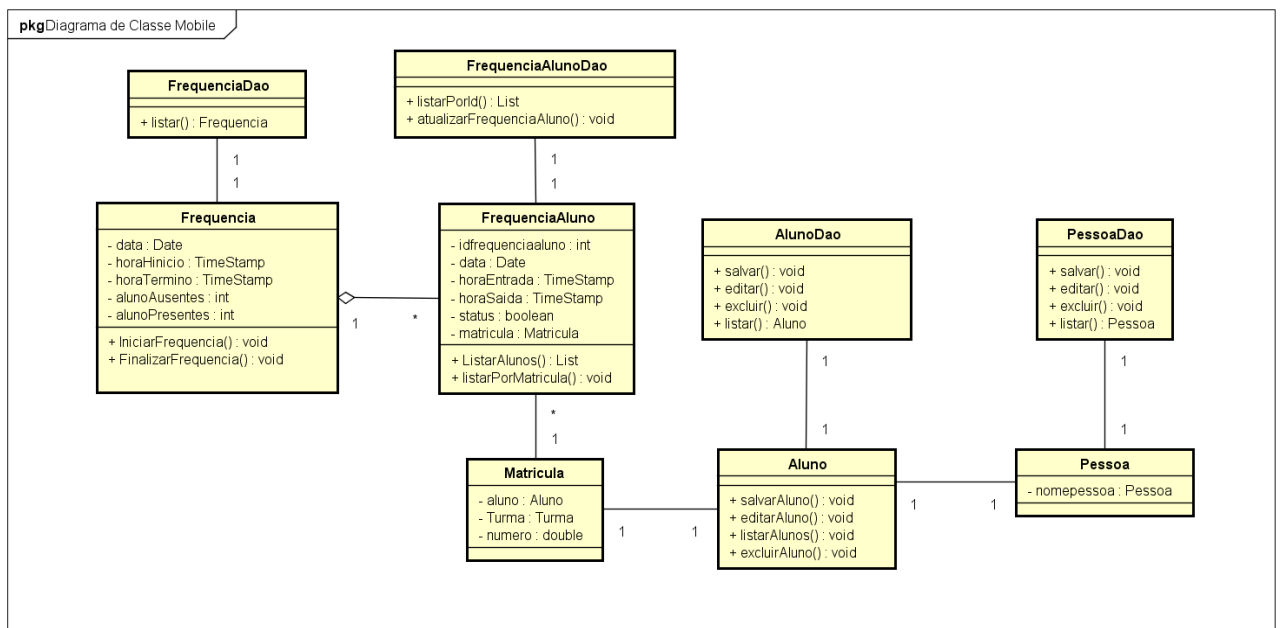 pkg Diagrama de Classe Mobile
FrequenciaDao
+ listar() : Frequencia
FrequenciaAlunoDao
+ listarPorId() : List
+ atualizarFrequenciaAluno() : void
1
1
1
1
Frequencia
- data : Date
- horaHinicio : TimeStamp
- horaTermino : TimeStamp
- alunoAusentes : int
- alunoPresentes : int
+ IniciarFrequencia() : void
+ FinalizarFrequencia() : void
1
*
FrequenciaAluno
- idfrequenciaaluno : int
- data : Date
- horaEntrada : TimeStamp
- horaSaida : TimeStamp
- status : boolean
- matricula : Matricula
+ ListarAlunos() : List
+ listarPorMatricula() : void
AlunoDao
+ salvar() : void
+ editar() : void
+ excluir() : void
+ listar() : Aluno
PessoaDao
+ salvar() : void
+ editar() : void
+ excluir() : void
+ listar() : Pessoa
1
1
1
1
*
1
Matricula
- aluno : Aluno
- Turma : Turma
- numero : double
1
1
Aluno
+ salvarAluno() : void
+ editarAluno() : void
+ listarAlunos() : void
+ excluirAluno() : void
1
1
Pessoa
- nomepessoa : Pessoa